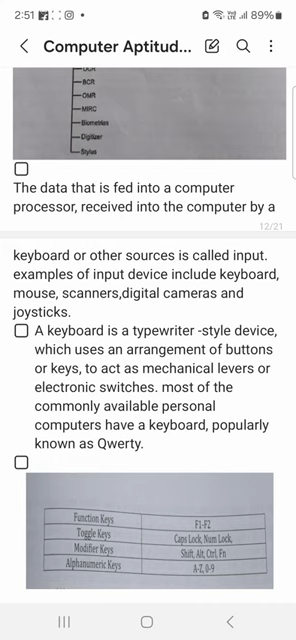 2:51
89%
Computer Aptitud...
OCR
BCR
OMR
MIRC
Biometrics
Digitizer
Stylus
The data that is fed into a computer
processor, received into the computer by a
12/21
keyboard or other sources is called input.
examples of input device include keyboard,
mouse, scanners,digital cameras and
joysticks.
A keyboard is a typewriter -style device,
which uses an arrangement of buttons
or keys, to act as mechanical levers or
electronic switches. most of the
commonly available personal
computers have a keyboard, popularly
known as Qwerty.
Function Keys F1-F2
Toggle Keys Caps Lock, Num Lock,
Modifier Keys Shift, Alt, Ctrl, Fn
Alphanumeric Keys A-Z, 0-9